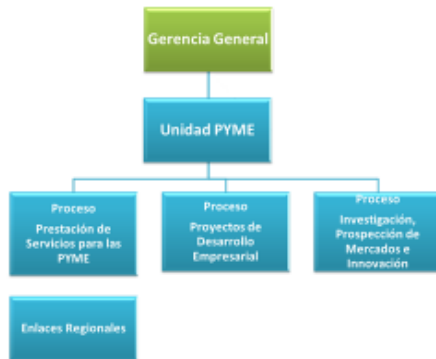 Gerencia General
Unidad PYME
Proceso
Prestación de
Servicios para las
PYME
Proceso
Proyectos de
Desarrollo
Empresarial
Proceso
Investigación,
Prospección de
Mercados e
Innovación
Enlaces Regionales